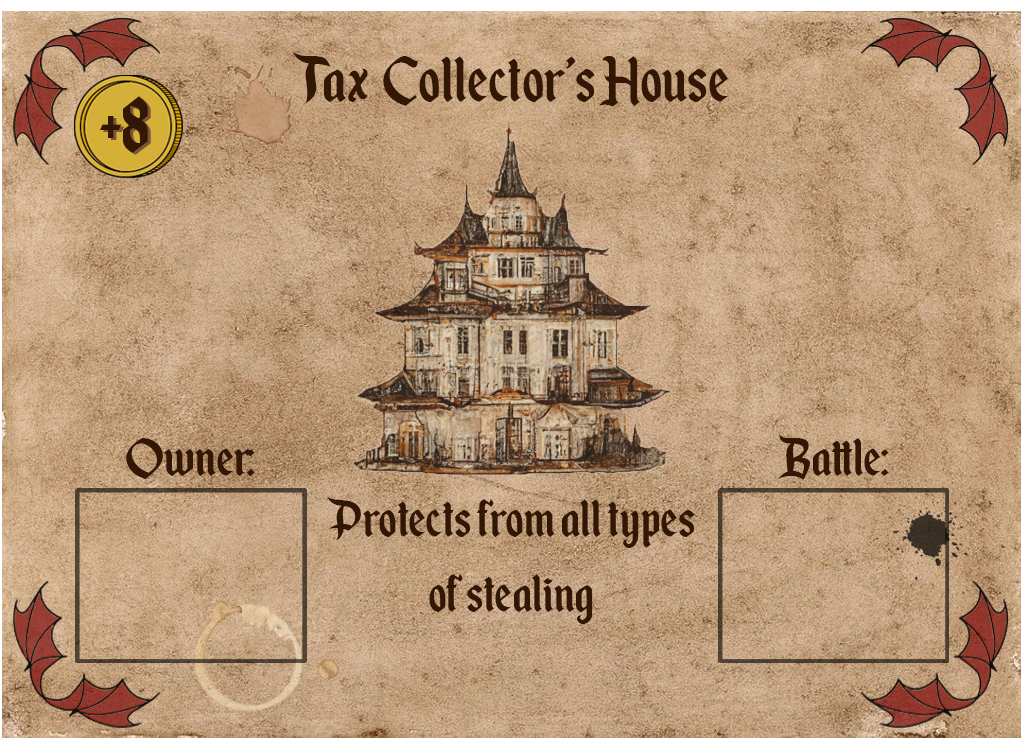 Tax Collector's House
+8
Owner:
Battle:
Protects from all types
of stealing